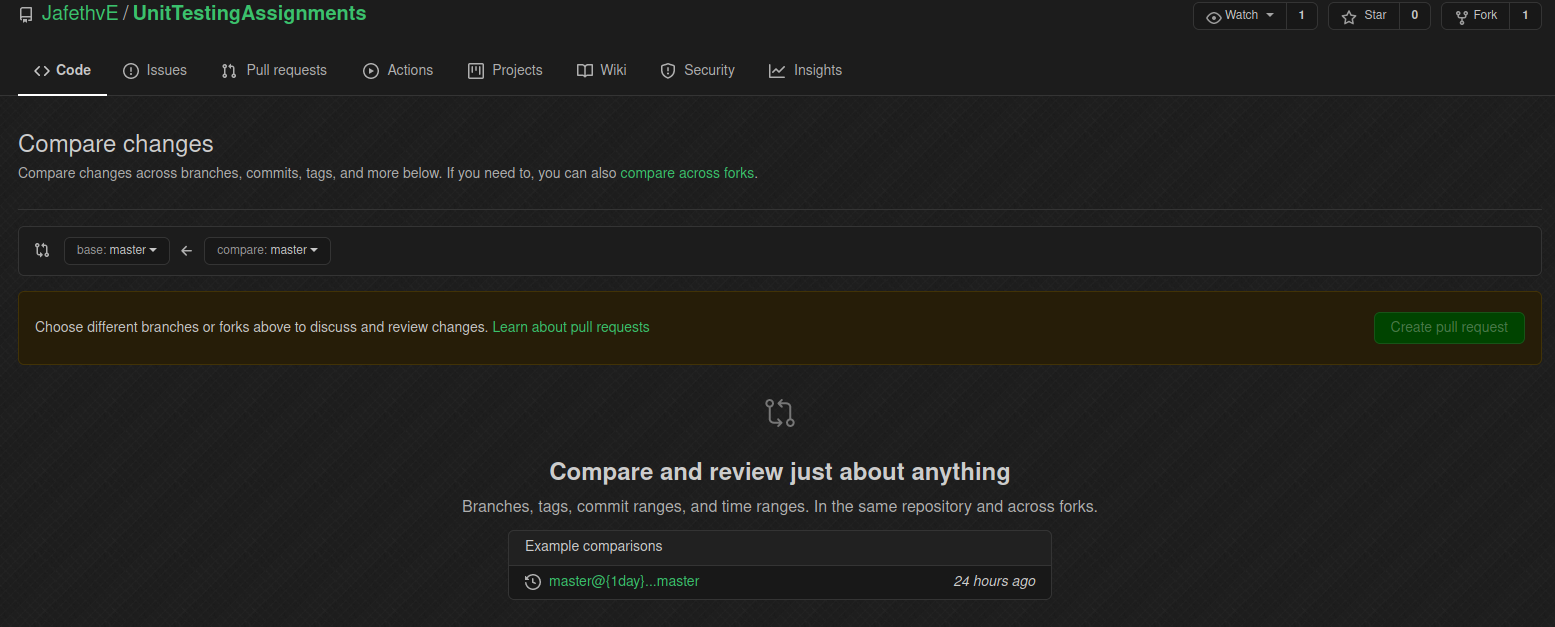 JafethvE / UnitTestingAssignments
Watch 1 Star 0 Fork 1
Code Issues Pull requests Actions Projects Wiki Security Insights
Compare changes
Compare changes across branches, commits, tags, and more below. If you need to, you can also compare across forks.
base: master compare: master
Choose different branches or forks above to discuss and review changes. Learn about pull requests
Create pull request
Compare and review just about anything
Branches, tags, commit ranges, and time ranges. In the same repository and across forks.
Example comparisons
master@{1day}...master 24 hours ago